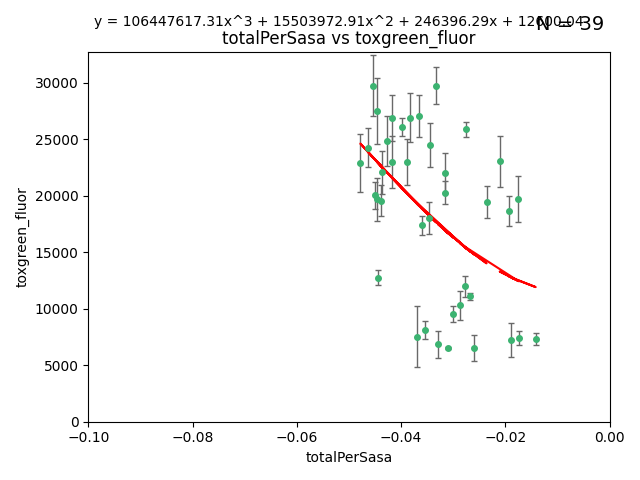 y = 106447617.31x^3 + 15503972.91x^2 + 246396.29x + 12600.04
N = 39
totalPerSasa vs toxgreen_fluor
30000
25000
20000
15000
10000
5000
0
toxgreen_fluor
−0.10 −0.08 −0.06 −0.04 −0.02 0.00
totalPerSasa